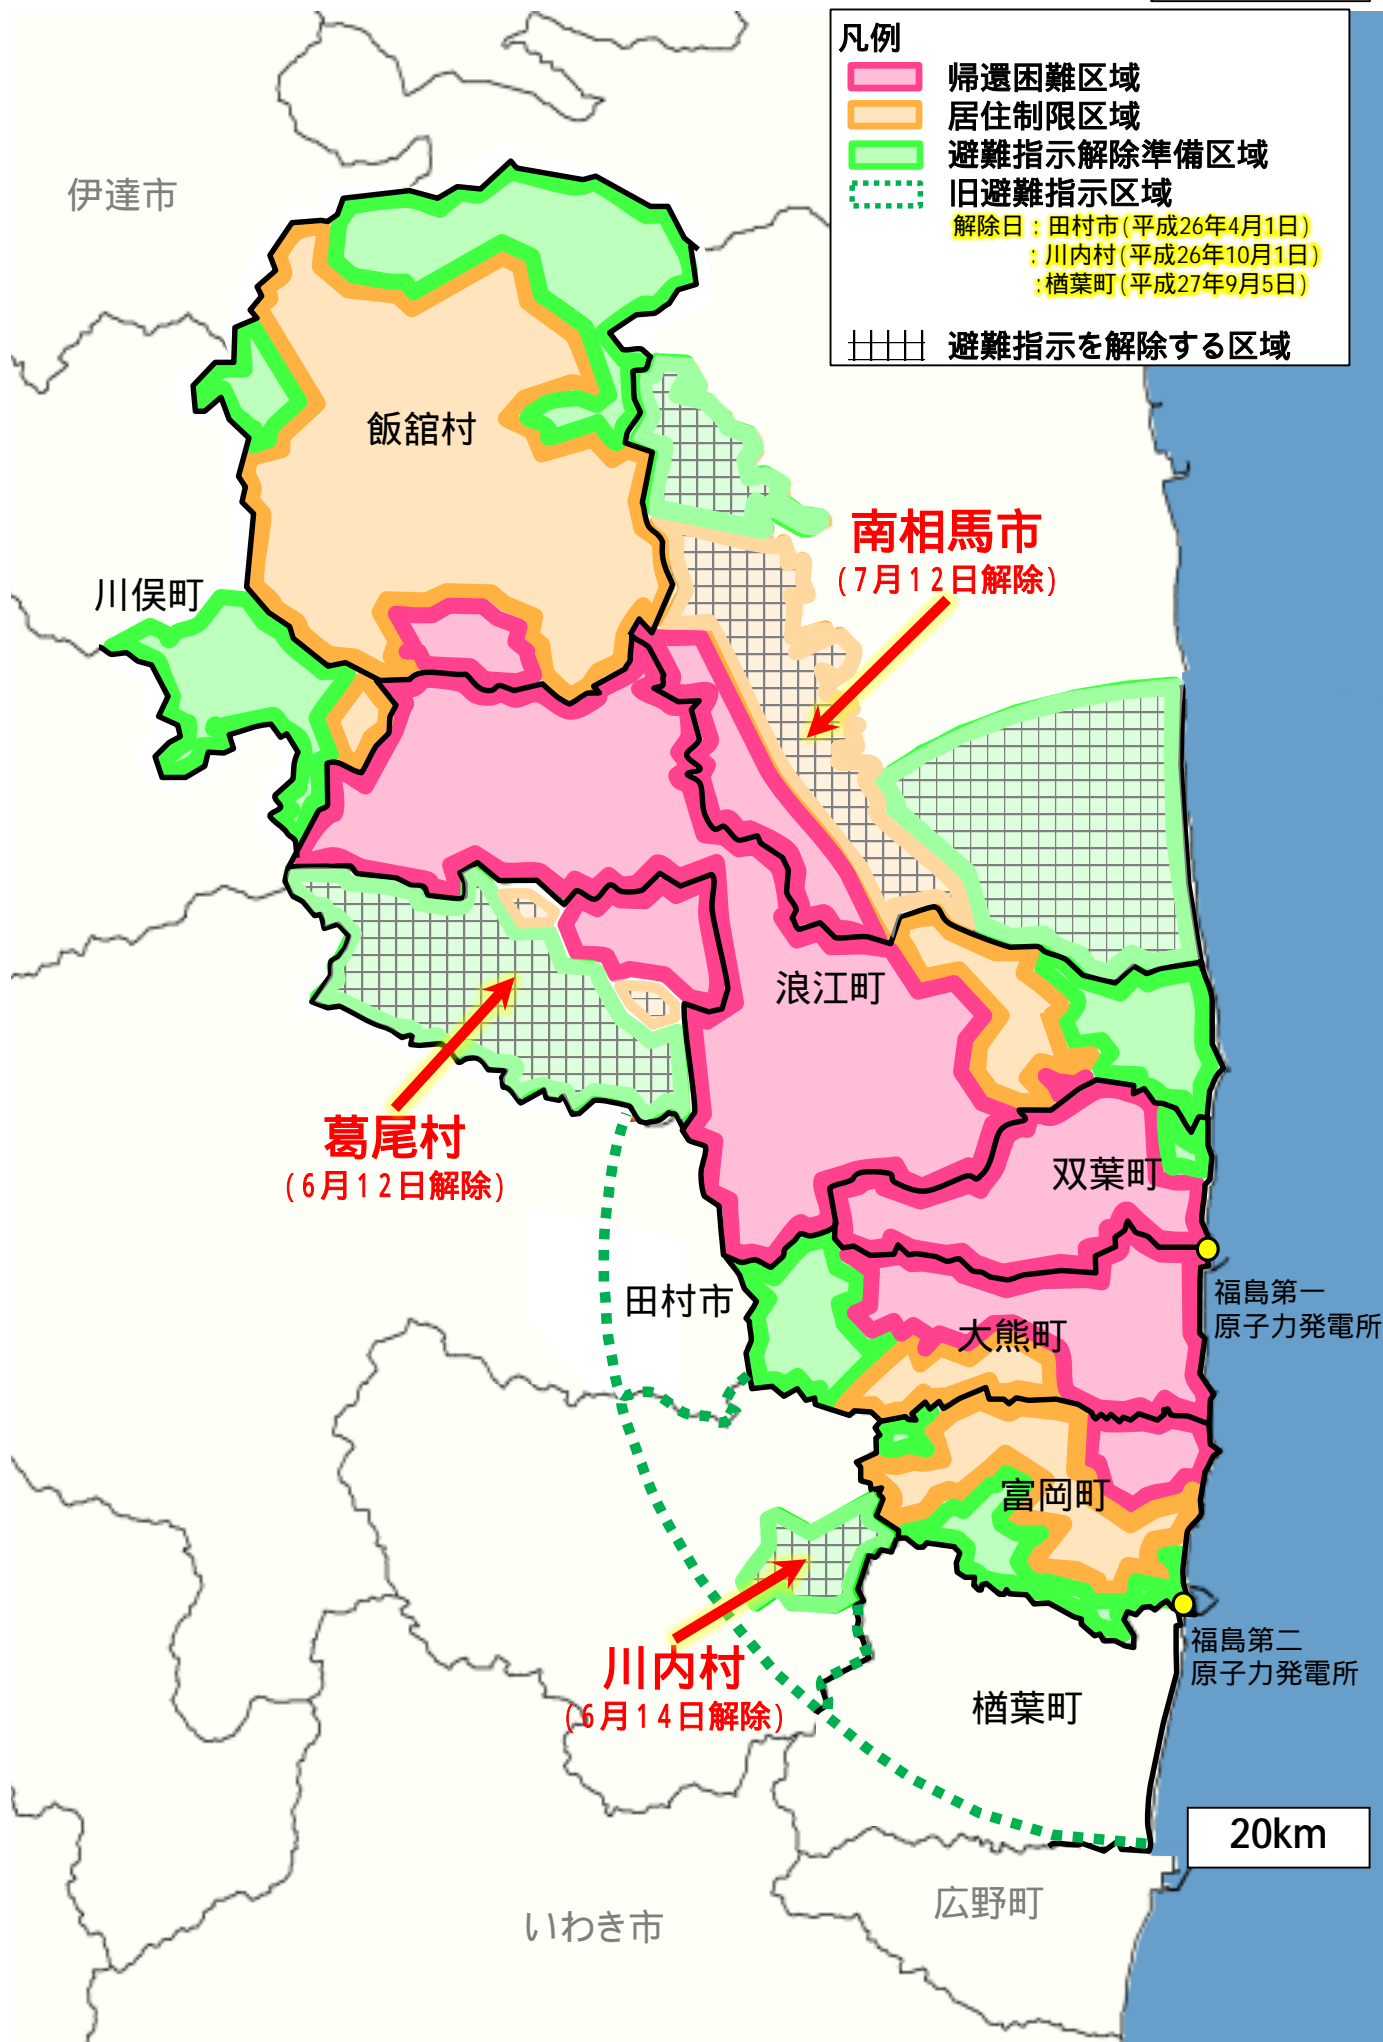 凡例
帰還困難区域
居住制限区域
避難指示解除準備区域
旧避難指示区域
解除日：田村市(平成26年4月1日)
：川内村(平成26年10月1日)
：楢葉町(平成27年9月5日)
避難指示を解除する区域
伊達市
飯舘村
南相馬市
(7月12日解除)
川俣町
浪江町
葛尾村
(6月12日解除)
双葉町
田村市
福島第一
原子力発電所
大熊町
富岡町
川内村
(6月14日解除)
福島第二
原子力発電所
楢葉町
20km
広野町
いわき市